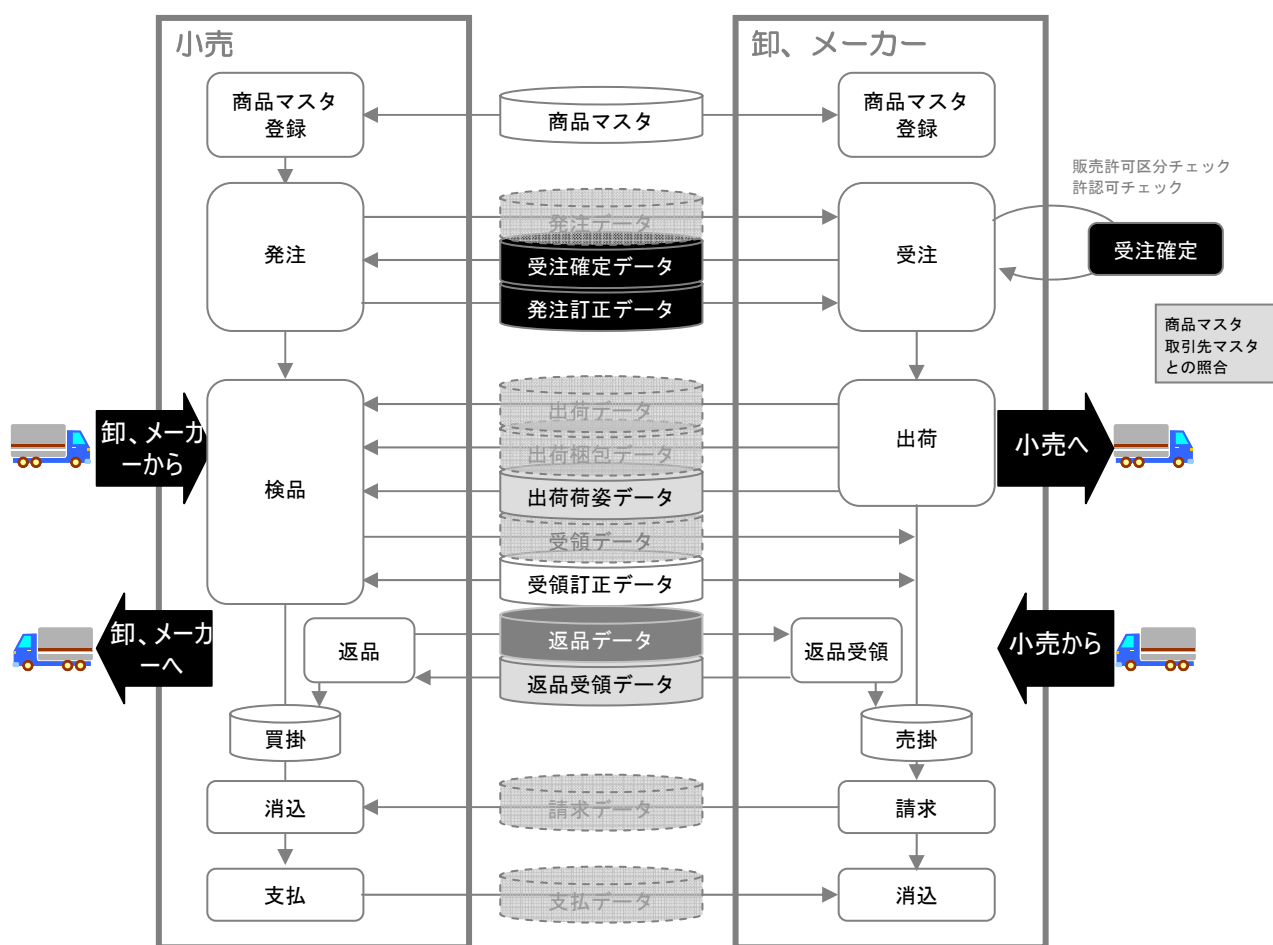 小売
卸、メーカー
商品マスタ
登録
商品マスタ
商品マスタ
登録
販売許可区分チェック
許認可チェック
発注
発注データ
受注確定データ
発注訂正データ
受注
受注確定
商品マスタ
取引先マスタ
との照合
卸、メーカ
ーから
検品
出荷データ
出荷梱包データ
出荷荷姿データ
受領データ
受領訂正データ
出荷
小売へ
卸、メーカ
ーへ
返品
返品データ
返品受領データ
返品受領
小売から
買掛
売掛
消込
請求データ
請求
支払
支払データ
消込